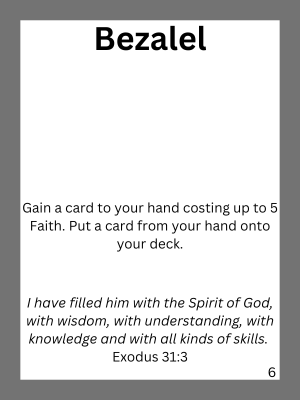 Bezalel
Gain a card to your hand costing up to 5
Faith. Put a card from your hand onto
your deck.
I have filled him with the Spirit of God,
with wisdom, with understanding, with
knowledge and with all kinds of skills.
Exodus 31:3
6